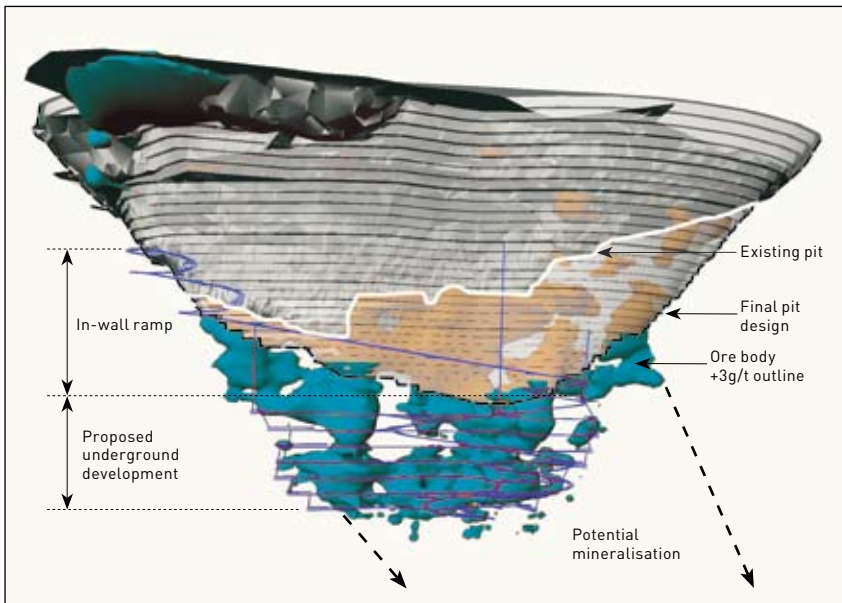 Existing pit
In-wall ramp
Final pit
design
Ore body
+3g/t outline
Proposed
underground
development
Potential
mineralisation